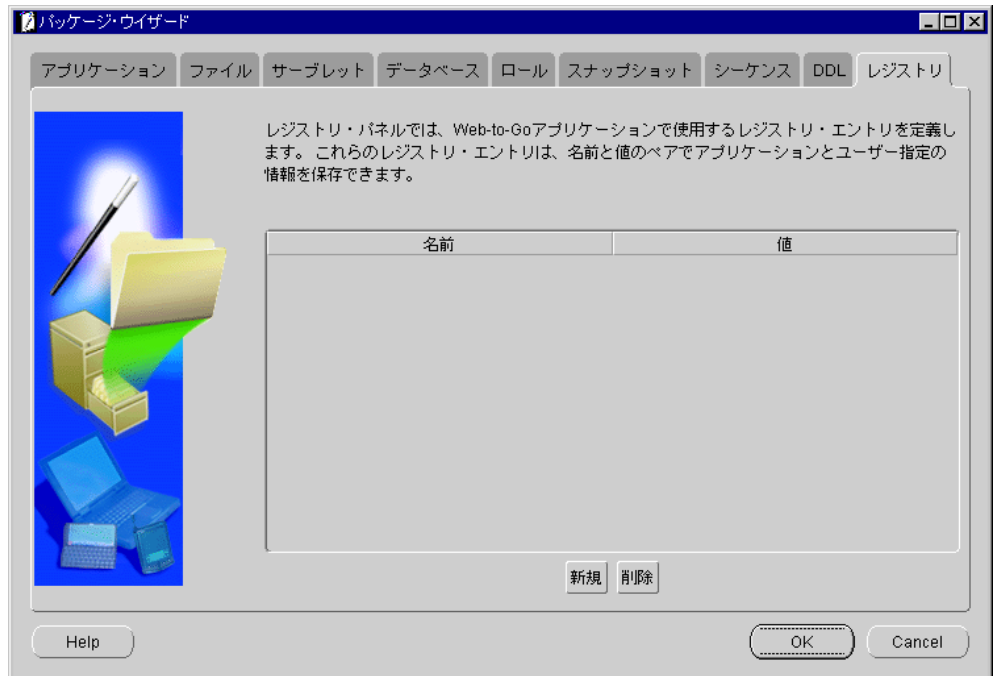 パッケージ・ウィザード
アプリケーション ファイル サーブレット データベース ロール スナップショット シーケンス DDL レジストリ
レジストリ・パネルでは、Web-to-Goアプリケーションで使用するレジストリ・エントリを定義し
ます。これらのレジストリ・エントリは、名前と値のペアでアプリケーションとユーザー指定の
情報を保存できます。
名前 値
新規 削除
Help OK Cancel